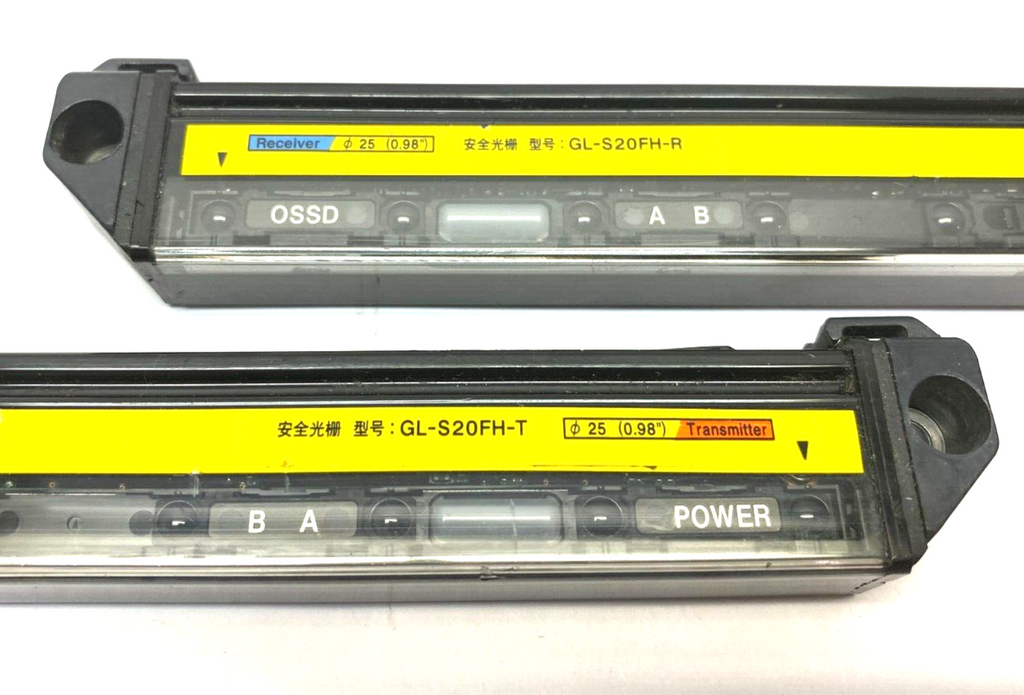 Receiver ϕ 25 (0.98") 安全光栅 型号：GL-S20FH-R
OSSD A B
安全光栅 型号：GL-S20FH-T ϕ 25 (0.98") Transmitter
B A POWER